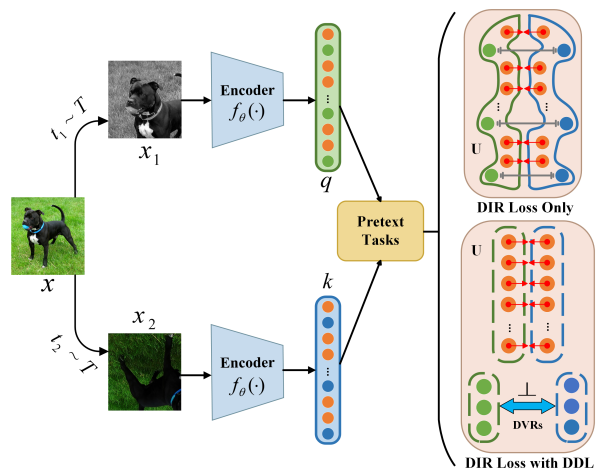 t₁ ~ T
x₁
Encoder
f_θ(·)
q
x
Pretext
Tasks
t₂ ~ T
x₂
Encoder
f_θ(·)
k
U
DIR Loss Only
U
DVRs
DIR Loss with DDL